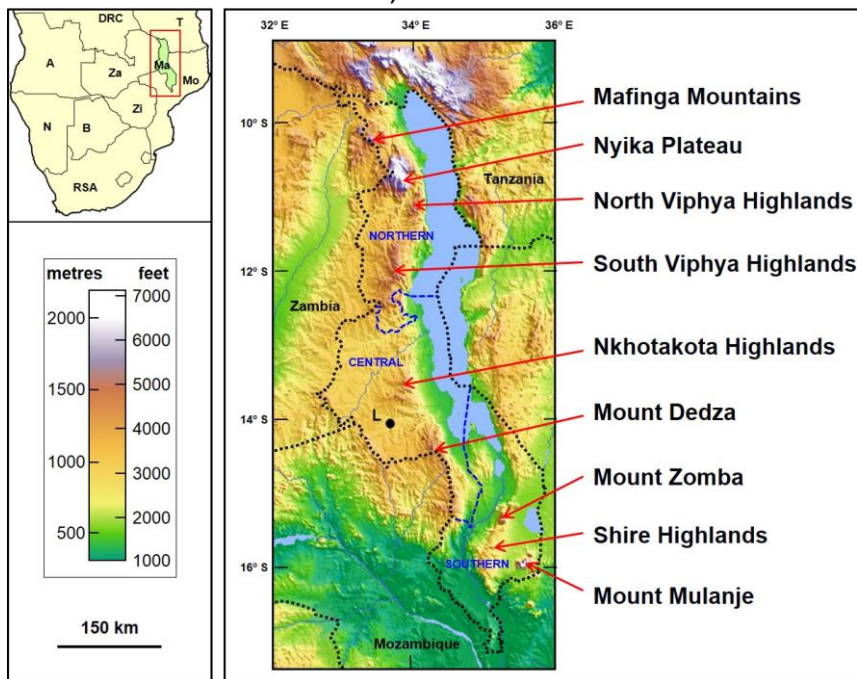 DRC
T
A
Za
Ma
Mo
Zi
N
B
RSA
metres feet
2000
1500
1000
500
7000
6000
5000
4000
3000
2000
1000
150 km
32° E 34° E 36° E
10° S
12° S
14° S
16° S
Tanzania
NORTHERN
Zambia
CENTRAL
L
SOUTHERN
Mozambique
Mafinga Mountains
Nyika Plateau
North Viphya Highlands
South Viphya Highlands
Nkhotakota Highlands
Mount Dedza
Mount Zomba
Shire Highlands
Mount Mulanje